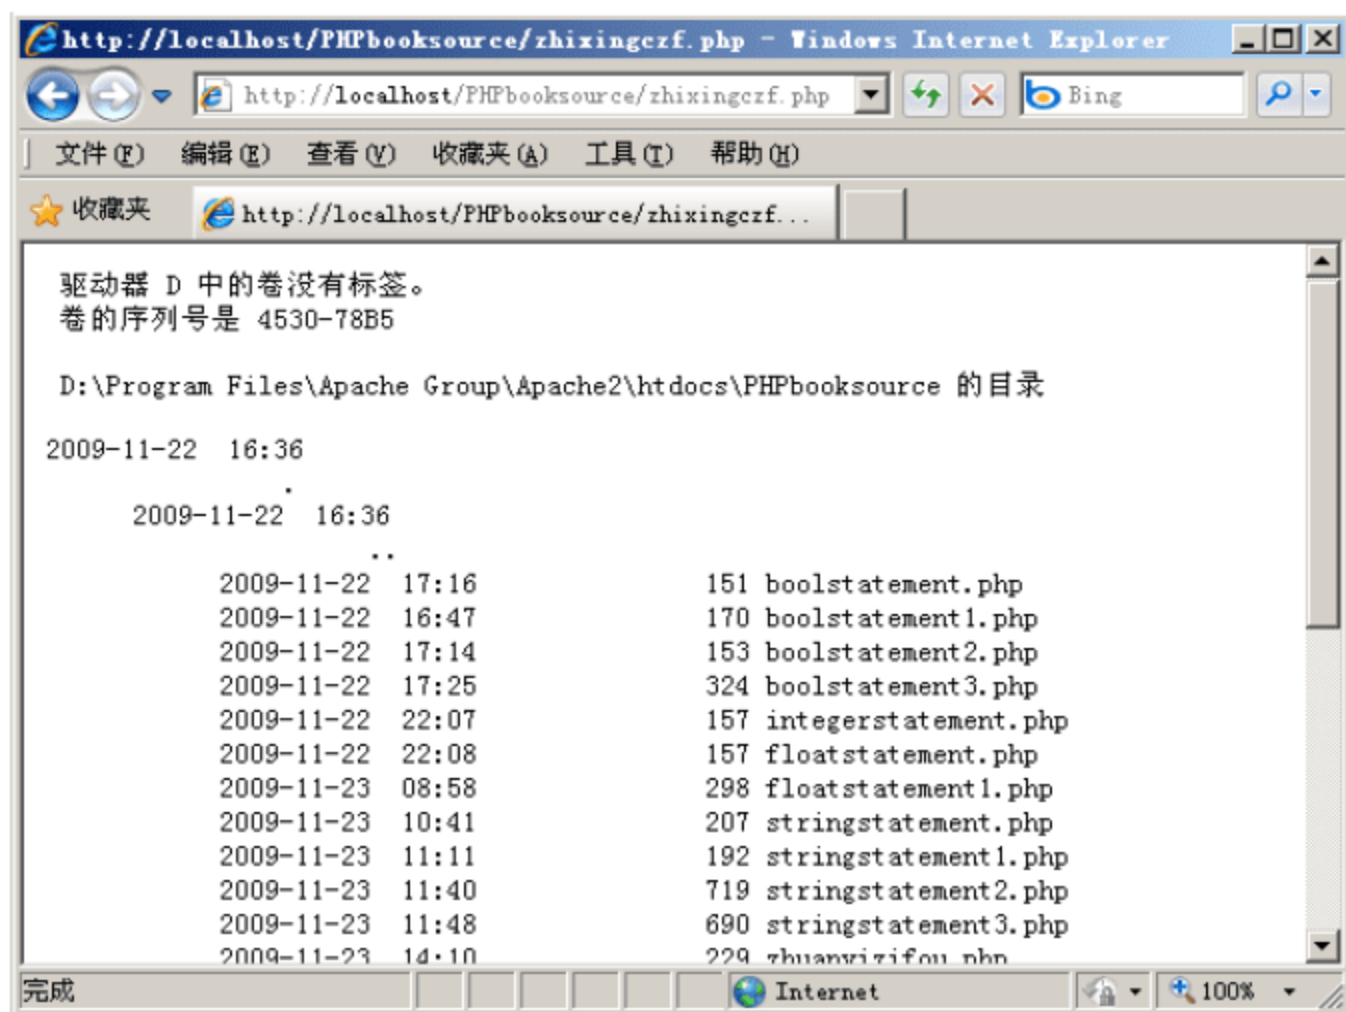 http://localhost/PHPbooksource/zhixingczf.php - Windows Internet Explorer
http://localhost/PHPbooksource/zhixingczf.php Bing
文件(F) 编辑(E) 查看(V) 收藏夹(A) 工具(T) 帮助(H)
收藏夹 http://localhost/PHPbooksource/zhixingczf...
驱动器 D 中的卷没有标签。
卷的序列号是 4530-78B5
D:\Program Files\Apache Group\Apache2\htdocs\PHPbooksource 的目录
2009-11-22 16:36
.
2009-11-22 16:36
..
2009-11-22 17:16 151 boolstatement.php
2009-11-22 16:47 170 boolstatement1.php
2009-11-22 17:14 153 boolstatement2.php
2009-11-22 17:25 324 boolstatement3.php
2009-11-22 22:07 157 integerstatement.php
2009-11-22 22:08 157 floatstatement.php
2009-11-23 08:58 298 floatstatement1.php
2009-11-23 10:41 207 stringstatement.php
2009-11-23 11:11 192 stringstatement1.php
2009-11-23 11:40 719 stringstatement2.php
2009-11-23 11:48 690 stringstatement3.php
2009-11-23 14:10 229 zhuanyizifou.php
完成 Internet 100%